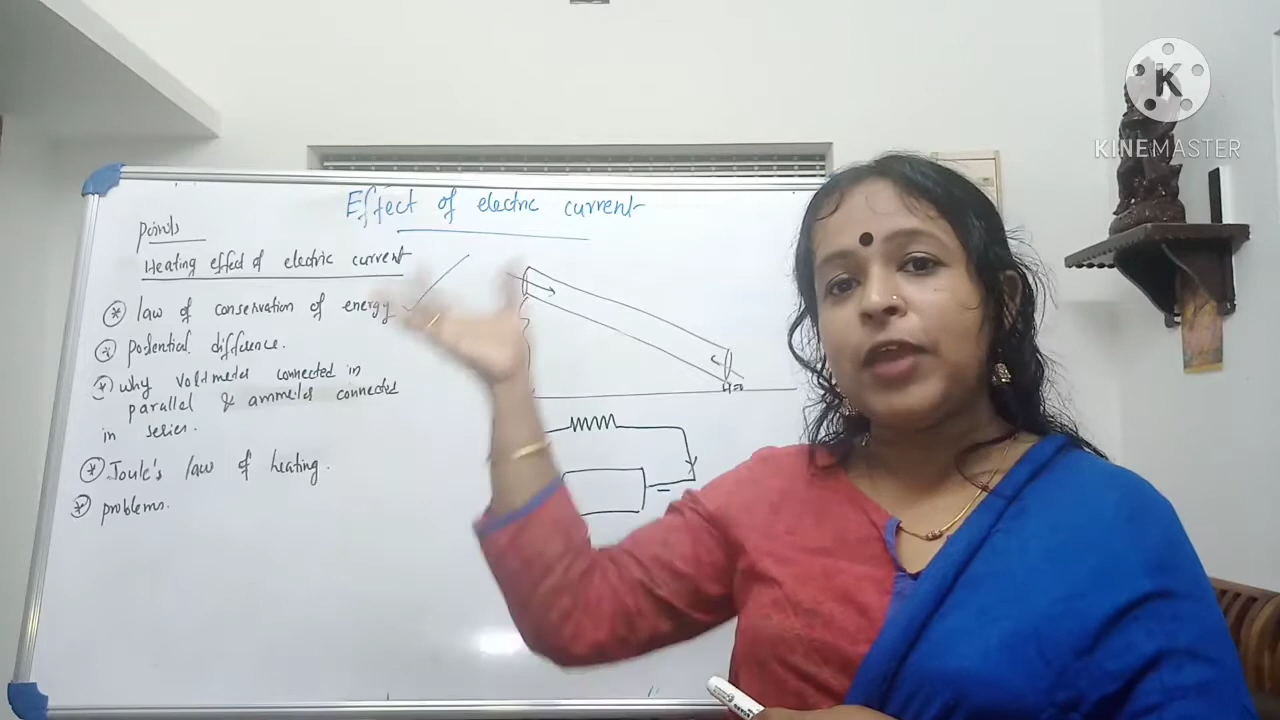 Effect of electric current
points
Heating effect of electric current
* law of conservation of energy
* potential diffence.
* why voltmeter connected in
parallel & ammeter connected
in series.
* Joule's law of heating.
* problems.
K
KINEMASTER